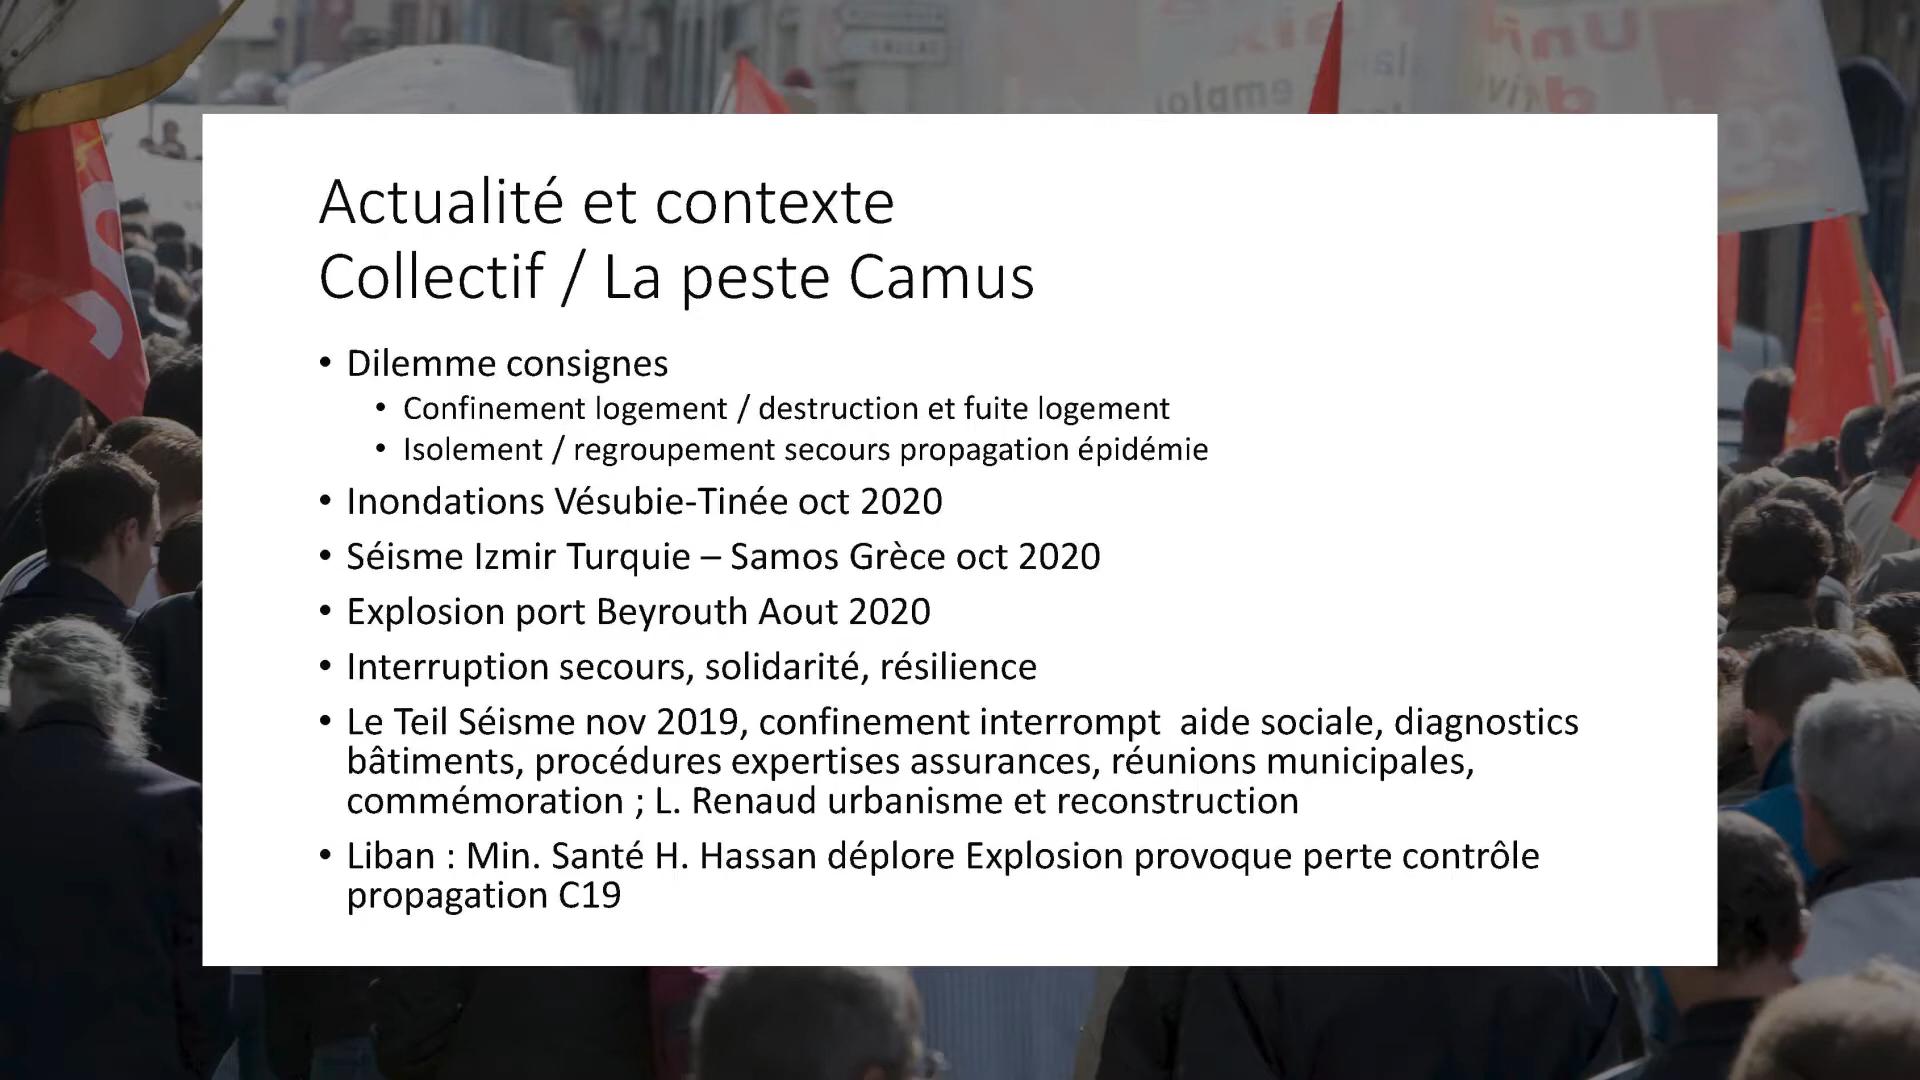 Actualité et contexte
Collectif / La peste Camus
• Dilemme consignes
• Confinement logement / destruction et fuite logement
• Isolement / regroupement secours propagation épidémie
• Inondations Vésubie-Tinée oct 2020
• Séisme Izmir Turquie – Samos Grèce oct 2020
• Explosion port Beyrouth Aout 2020
• Interruption secours, solidarité, résilience
• Le Teil Séisme nov 2019, confinement interrompt  aide sociale, diagnostics
bâtiments, procédures expertises assurances, réunions municipales,
commémoration ; L. Renaud urbanisme et reconstruction
• Liban : Min. Santé H. Hassan déplore Explosion provoque perte contrôle
propagation C19